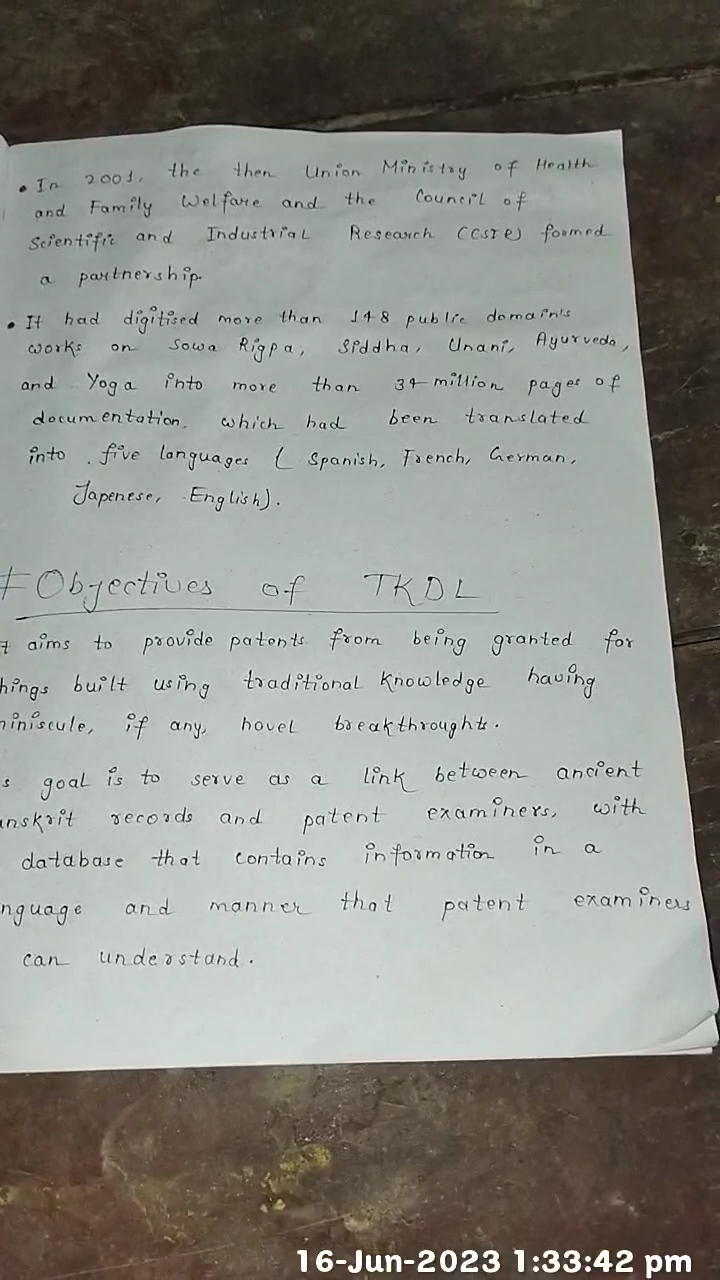 • In 2001, the then Union Ministry of Health
and Family Welfare and the Council of
Scientific and Industrial Research (CSIR) formed
a partnership.
• It had digitised more than 148 public domain's
works on Sowa Rigpa, Siddha, Unani, Ayurveda,
and Yoga into more than 34 million pages of
documentation, which had been translated
into five languages ( Spanish, French, German,
Japenese, English).
# Objectives of TKDL
t aims to provide patents from being granted for
hings built using traditional knowledge having
miniscule, if any, novel breakthroughts.
s goal is to serve as a link between ancient
anskrit records and patent examiners, with
database that contains information in a
nguage and manner that patent examiners
can understand.
16-Jun-2023 1:33:42 pm